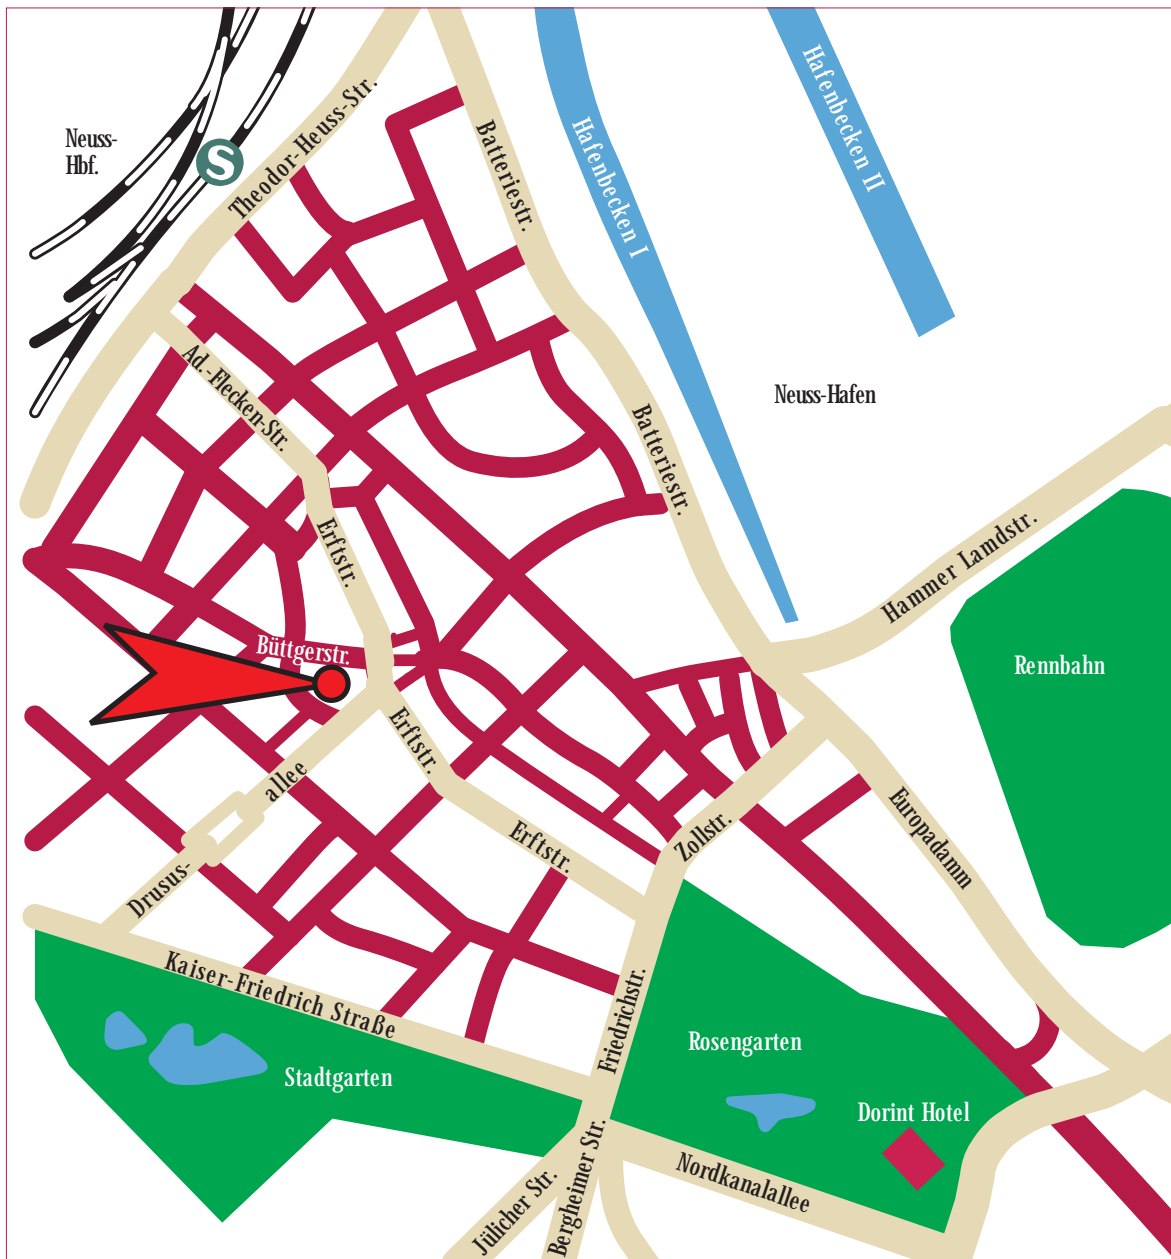 Neuss-
Hbf.
S
Theodor-Heuss-Str.
Batteriestr.
Hafenbecken I
Hafenbecken II
Ad.-Flecken-Str.
Neuss-Hafen
Batteriestr.
Erftstr.
Hammer Lamdstr.
Büttgerstr.
Rennbahn
Erftstr.
allee
Drusus-
Erftstr.
Zollstr.
Europadamm
Kaiser-Friedrich Straße
Friedrichstr.
Rosengarten
Stadtgarten
Dorint Hotel
Nordkanalallee
Jülicher Str.
Bergheimer Str.